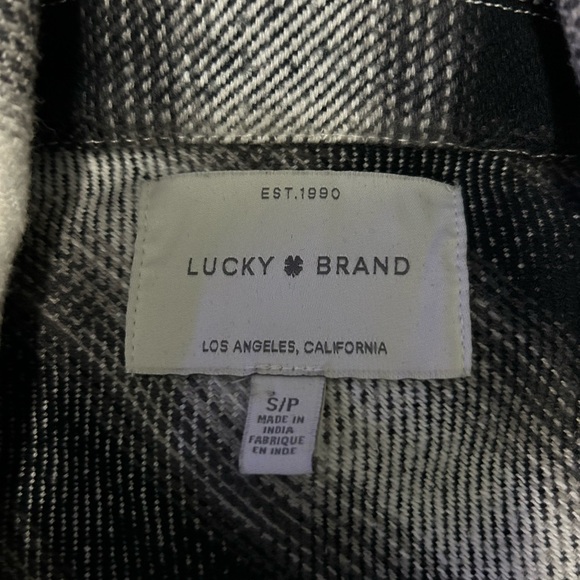 EST.1990
LUCKY BRAND
LOS ANGELES, CALIFORNIA
S/P
MADE IN
INDIA
FABRIQUE
EN INDE